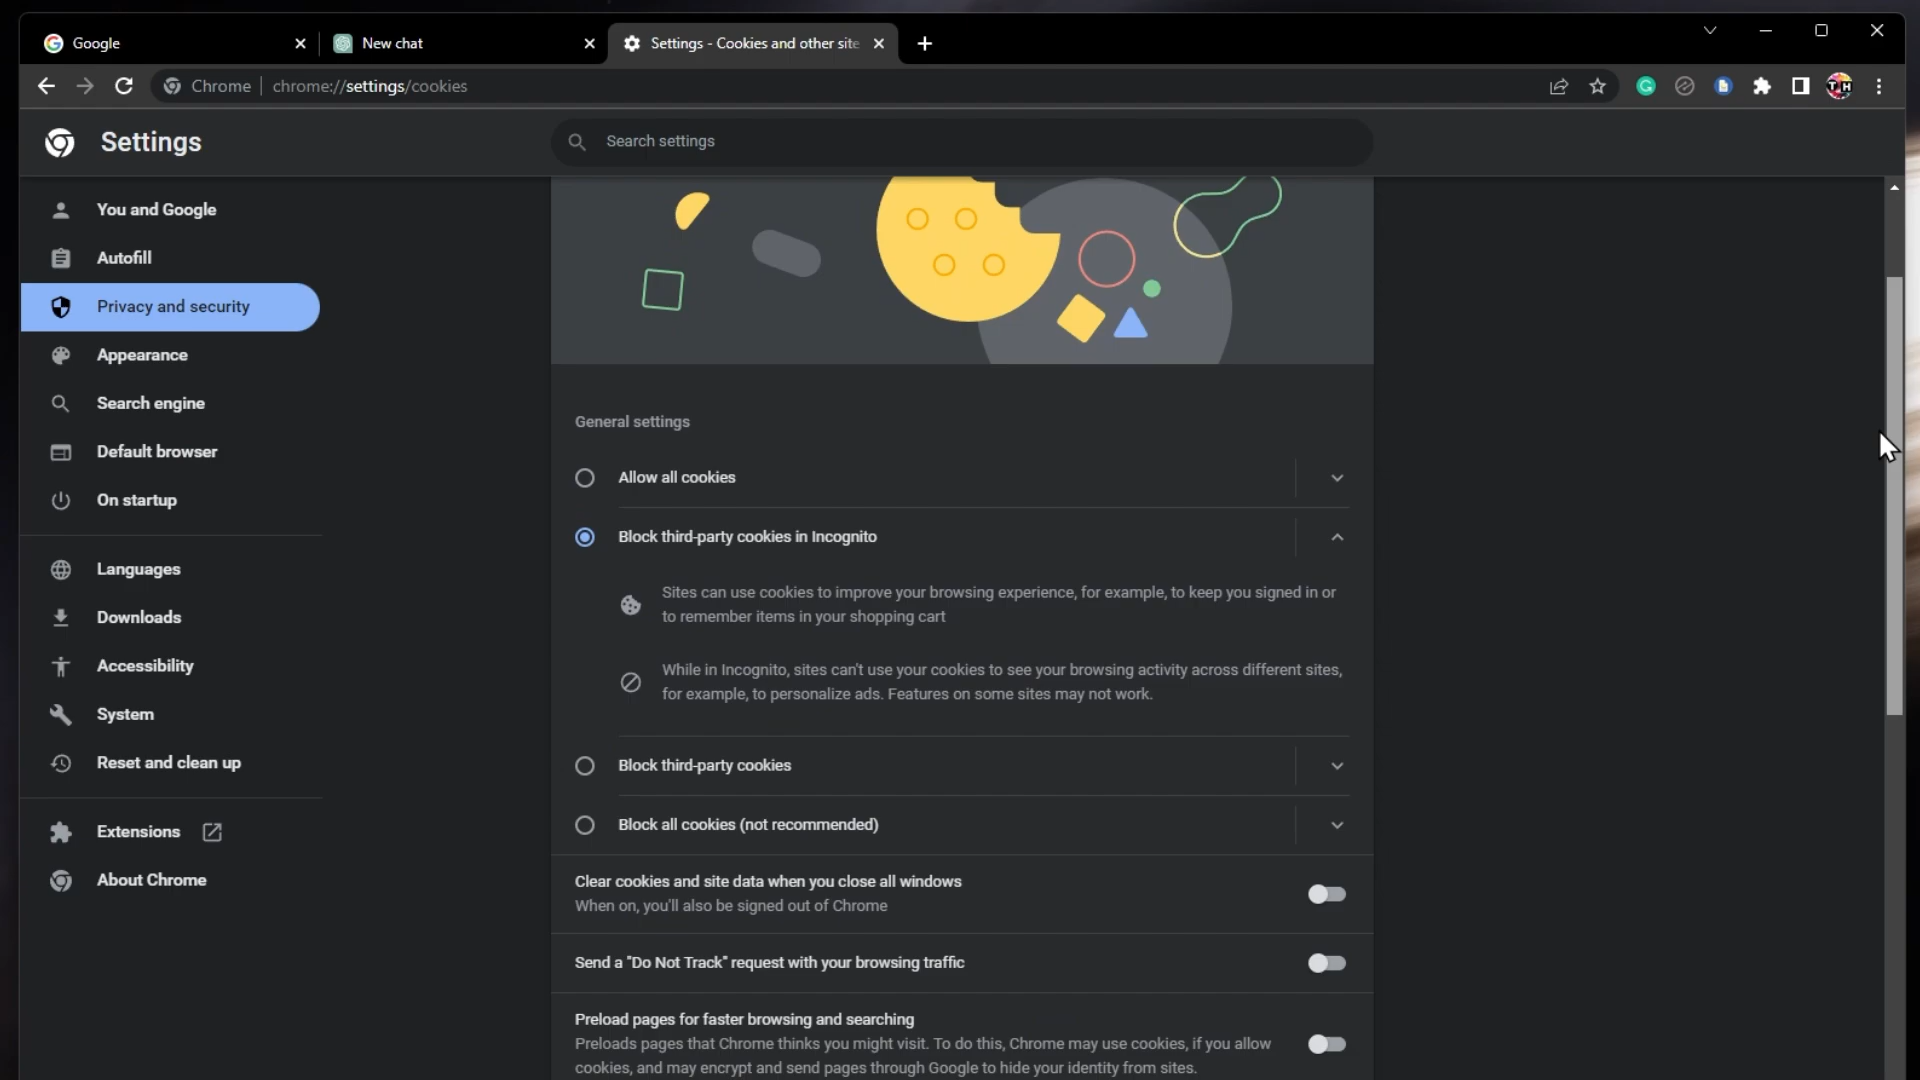 Google
New chat
Settings - Cookies and other site
Chrome
chrome://settings/cookies
TH
Settings
Search settings
You and Google
Autofill
Privacy and security
Appearance
Search engine
Default browser
On startup
Languages
Downloads
Accessibility
System
Reset and clean up
Extensions
About Chrome
General settings
Allow all cookies
Block third-party cookies in Incognito
Sites can use cookies to improve your browsing experience, for example, to keep you signed in or
to remember items in your shopping cart
While in Incognito, sites can't use your cookies to see your browsing activity across different sites,
for example, to personalize ads. Features on some sites may not work.
Block third-party cookies
Block all cookies (not recommended)
Clear cookies and site data when you close all windows
When on, you'll also be signed out of Chrome
Send a "Do Not Track" request with your browsing traffic
Preload pages for faster browsing and searching
Preloads pages that Chrome thinks you might visit. To do this, Chrome may use cookies, if you allow
cookies, and may encrypt and send pages through Google to hide your identity from sites.